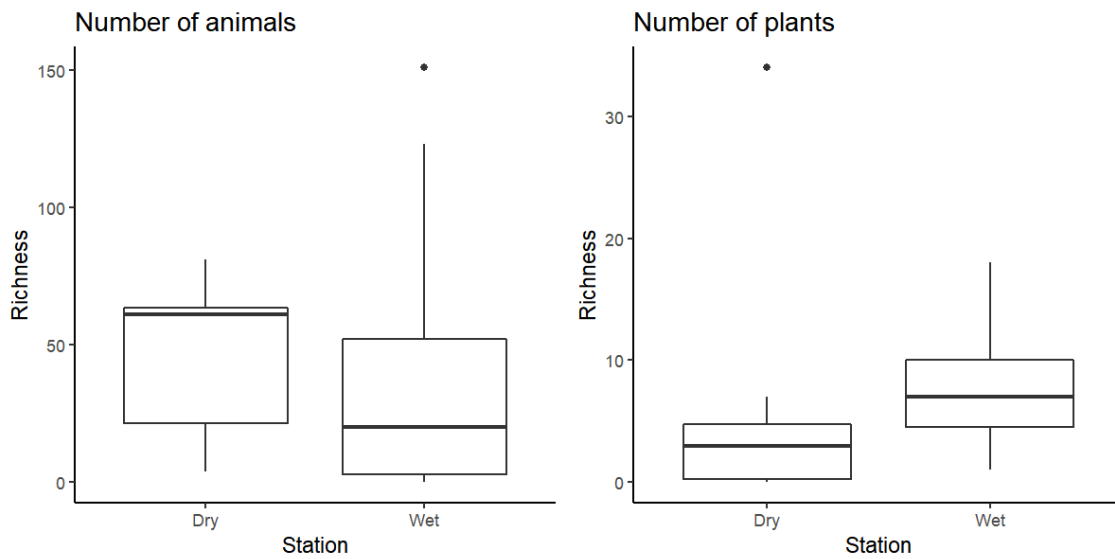 Number of animals
150
100
50
0
Richness
Dry
Wet
Station
Number of plants
30
20
10
0
Richness
Dry
Wet
Station